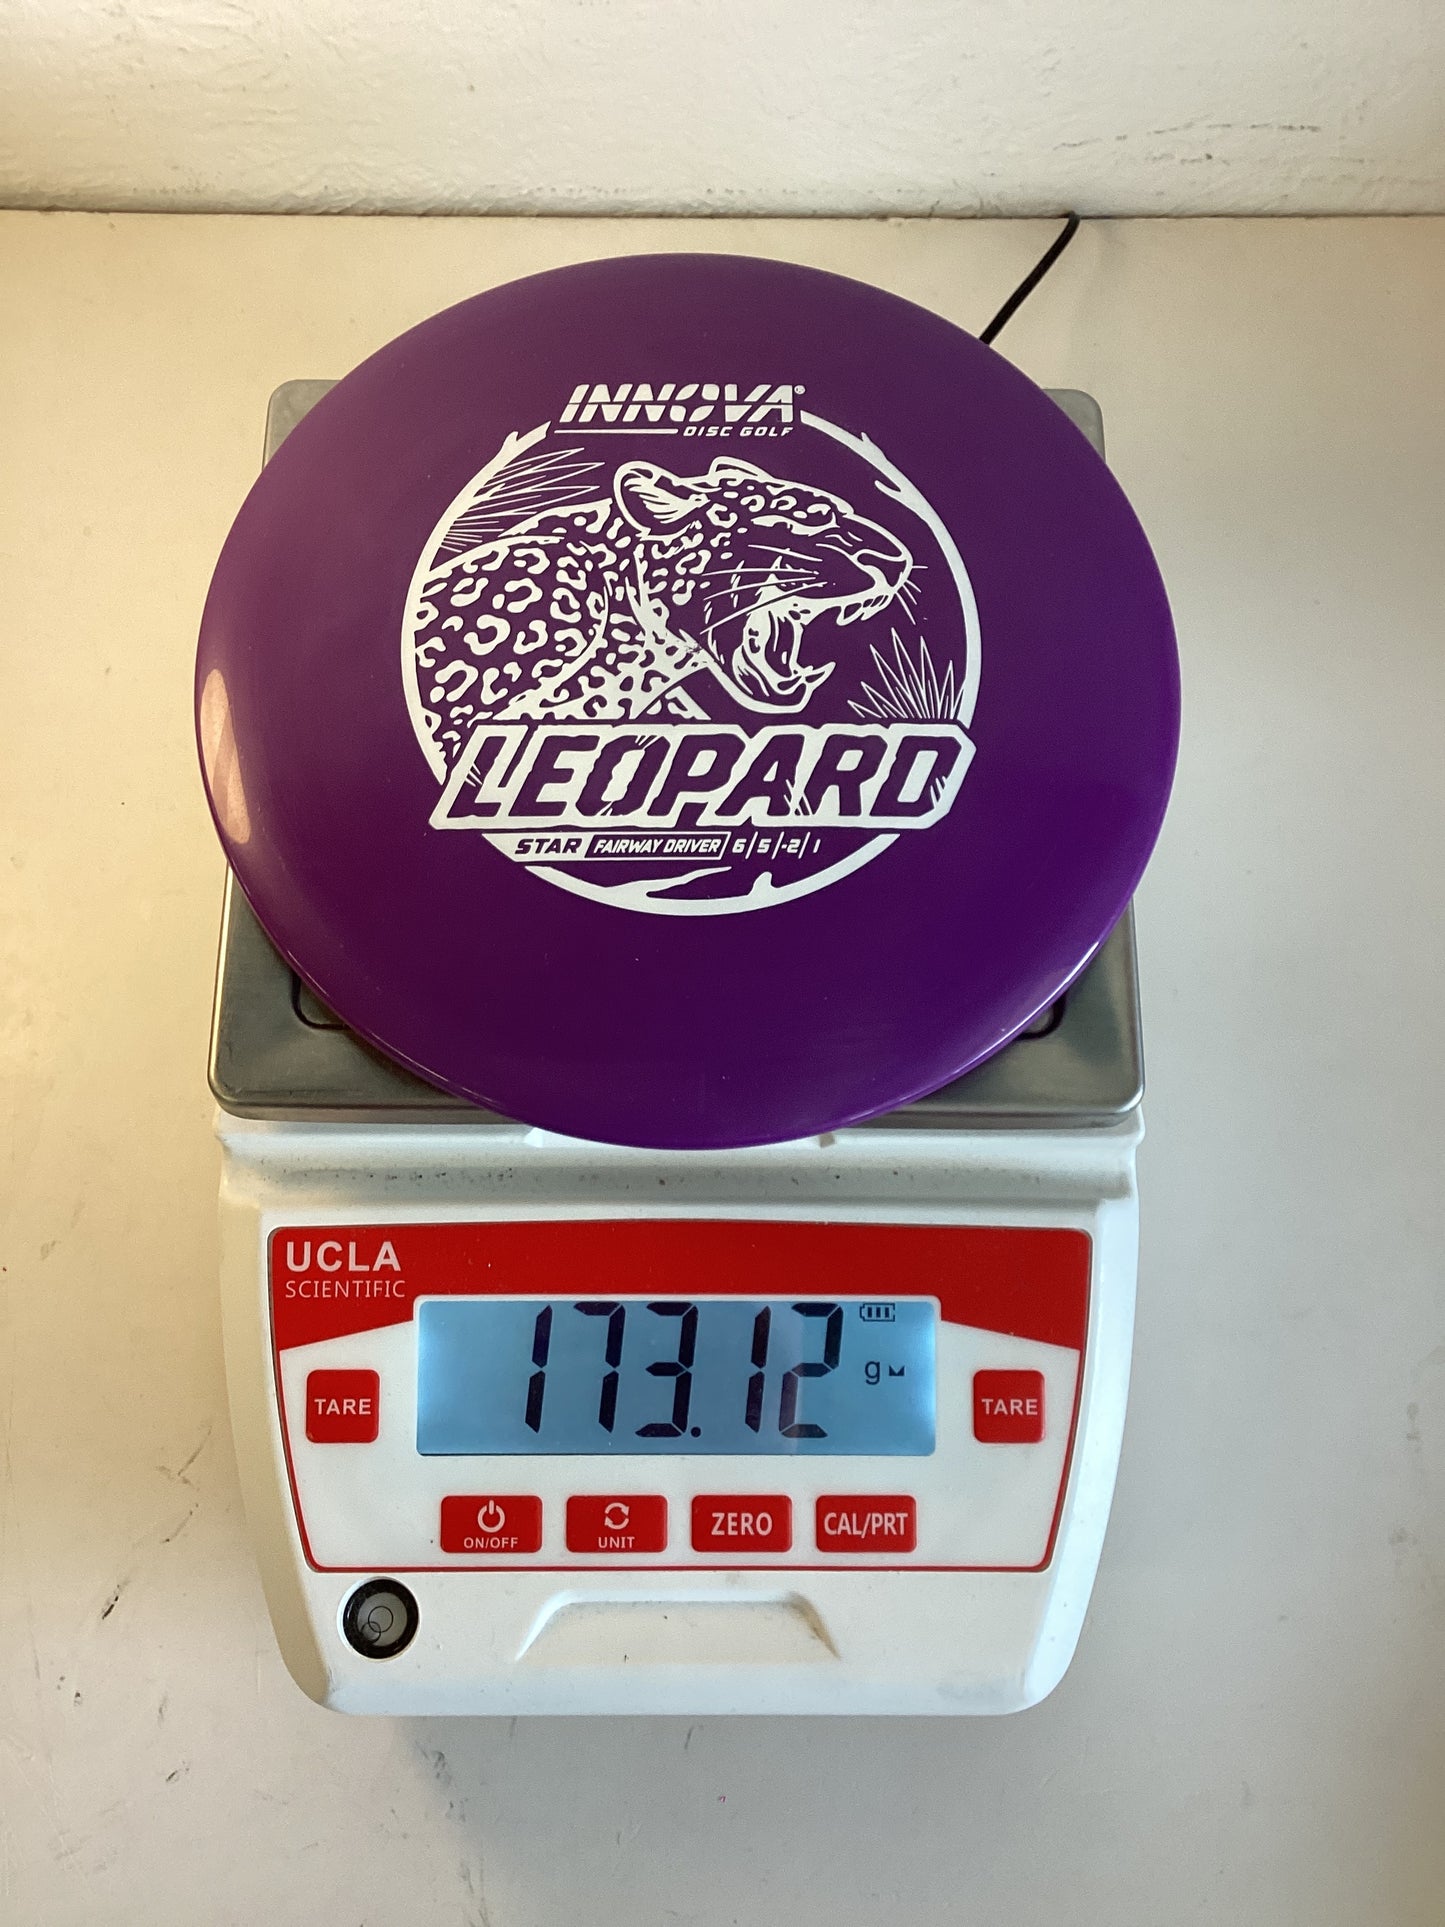 INNOVA®
DISC GOLF
LEOPARD
STAR FAIRWAY DRIVER 6/5/-2/1
UCLA
SCIENTIFIC
173.12 g
TARE
TARE
ON/OFF
UNIT
ZERO
CAL/PRT